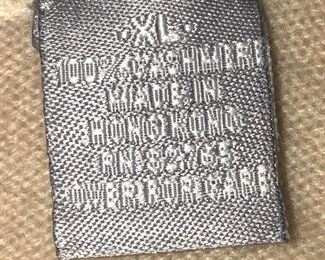 ·XL·
100% CASHMERE
MADE IN
HONG KONG
RN
OVER FOR CARE